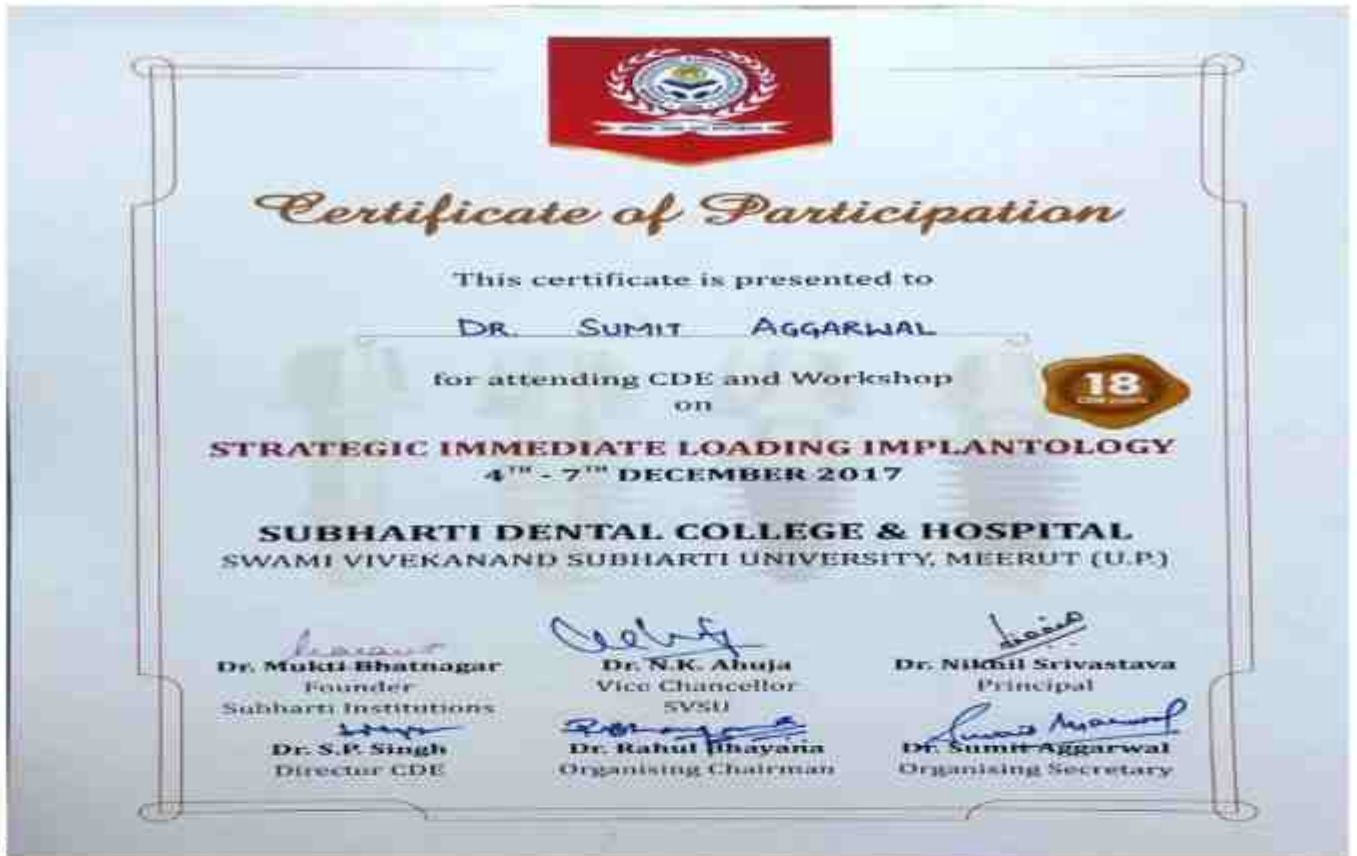 Certificate of Participation
This certificate is presented to
DR. SUMIT AGGARWAL
for attending CDE and Workshop
on
18
STRATEGIC IMMEDIATE LOADING IMPLANTOLOGY
4TH - 7TH DECEMBER 2017
SUBHARTI DENTAL COLLEGE & HOSPITAL
SWAMI VIVEKANAND SUBHARTI UNIVERSITY, MEERUT (U.P.)
Dr. Mukti Bhatnagar
Founder
Subharti Institutions
Dr. N.K. Ahuja
Vice Chancellor
SVSU
Dr. Nikhil Srivastava
Principal
Dr. S.P. Singh
Director CDE
Dr. Rahul Bhayana
Organising Chairman
Dr. Sumit Aggarwal
Organising Secretary